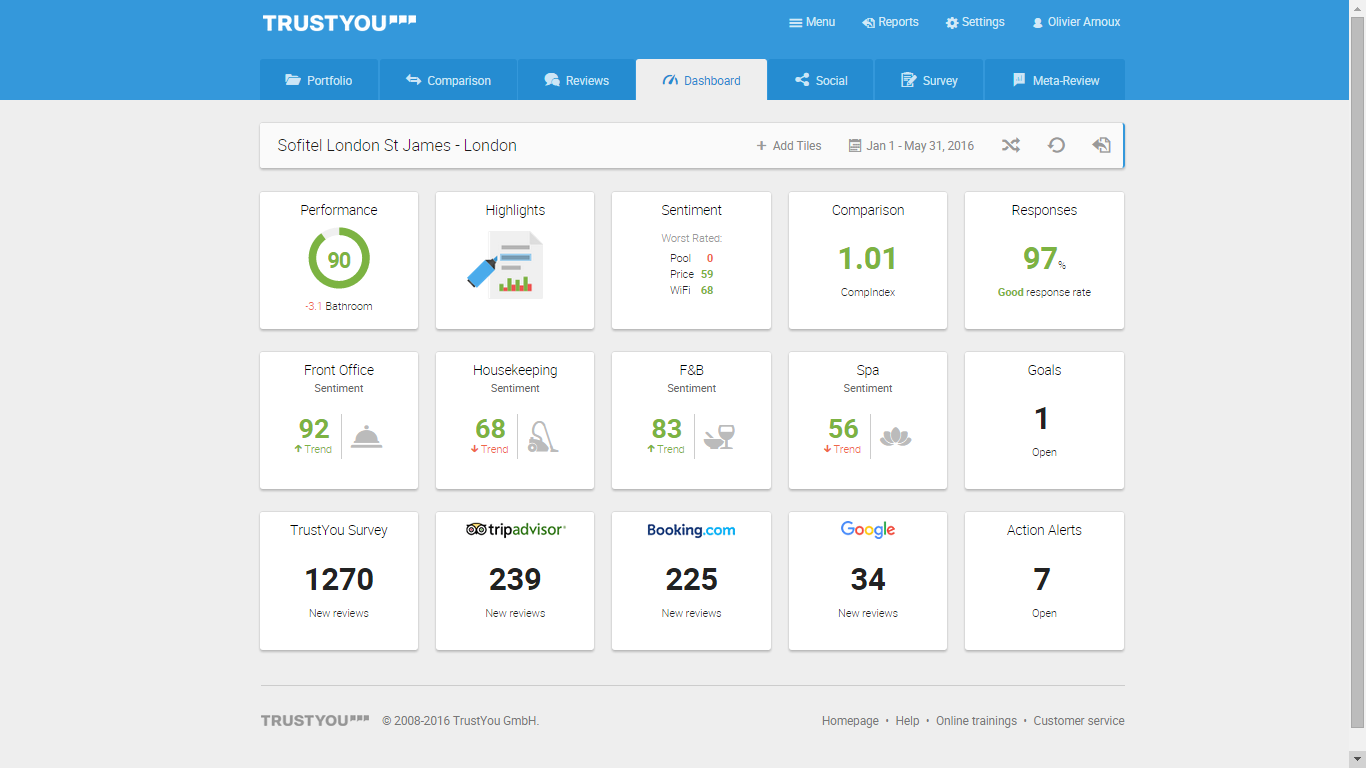 TRUSTYOU
Menu
Reports
Settings
Olivier Arnoux
Portfolio
Comparison
Reviews
Dashboard
Social
Survey
Meta-Review
Sofitel London St James - London
+ Add Tiles
Jan 1 - May 31, 2016
Performance
90
-3.1 Bathroom
Highlights
Sentiment
Worst Rated:
Pool 0
Price 59
WiFi 68
Comparison
1.01
CompIndex
Responses
97%
Good response rate
Front Office
Sentiment
92
Trend
Housekeeping
Sentiment
68
Trend
F&B
Sentiment
83
Trend
Spa
Sentiment
56
Trend
Goals
1
Open
TrustYou Survey
1270
New reviews
tripadvisor®
239
New reviews
Booking.com
225
New reviews
Google
34
New reviews
Action Alerts
7
Open
TRUSTYOU © 2008-2016 TrustYou GmbH.
Homepage • Help • Online trainings • Customer service